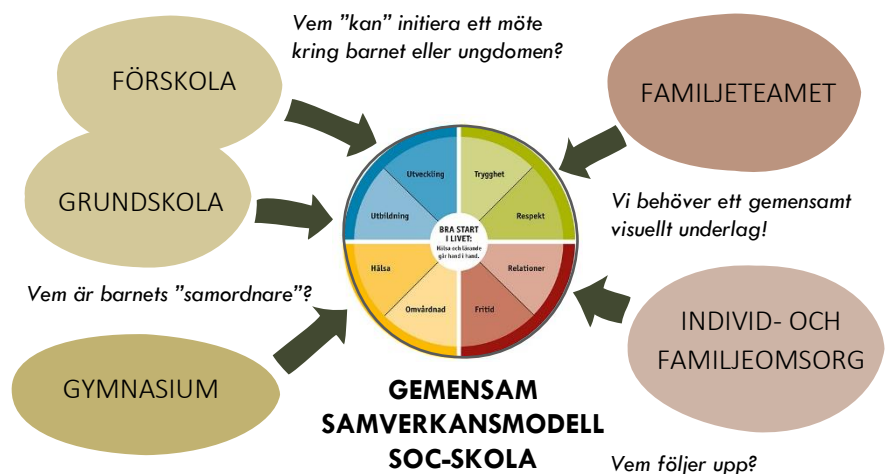 Vem ”kan” initiera ett möte
kring barnet eller ungdomen?
FÖRSKOLA
FAMILJETEAMET
GRUNDSKOLA
Utveckling
Trygghet
Utbildning
Respekt
BRA START
I LIVET:
Hälsa och lärande
går hand i hand.
Hälsa
Relationer
Omvårdnad
Fritid
Vi behöver ett gemensamt
visuellt underlag!
Vem är barnets ”samordnare”?
INDIVID- OCH
FAMILJEOMSORG
GYMNASIUM
GEMENSAM
SAMVERKANSMODELL
SOC-SKOLA
Vem följer upp?